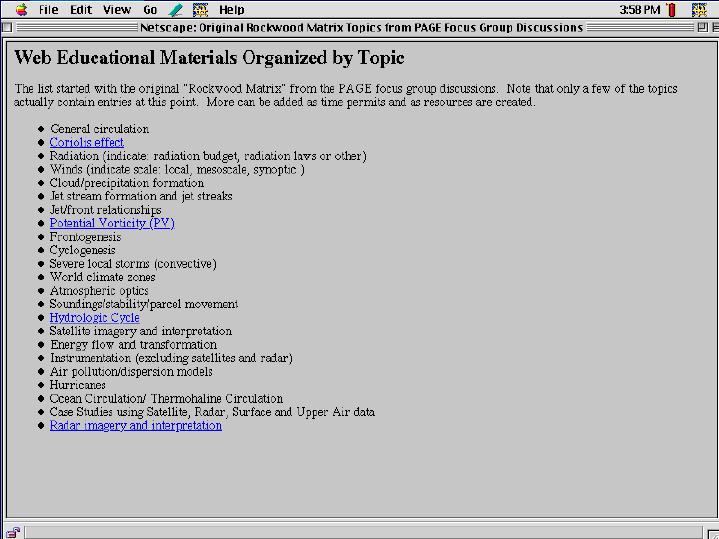 File Edit View Go Help 3:58 PM
Netscape: Original Rockwood Matrix Topics from PAGE Focus Group Discussions
Web Educational Materials Organized by Topic
The list started with the original "Rockwood Matrix" from the PAGE focus group discussions. Note that only a few of the topics
actually contain entries at this point. More can be added as time permits and as resources are created.
General circulation
Coriolis effect
Radiation (indicate: radiation budget, radiation laws or other)
Winds (indicate scale: local, mesoscale, synoptic )
Cloud/precipitation formation
Jet stream formation and jet streaks
Jet/front relationships
Potential Vorticity (PV)
Frontogenesis
Cyclogenesis
Severe local storms (convective)
World climate zones
Atmospheric optics
Soundings/stability/parcel movement
Hydrologic Cycle
Satellite imagery and interpretation
Energy flow and transformation
Instrumentation (excluding satellites and radar)
Air pollution/dispersion models
Hurricanes
Ocean Circulation/ Thermohaline Circulation
Case Studies using Satellite, Radar, Surface and Upper Air data
Radar imagery and interpretation